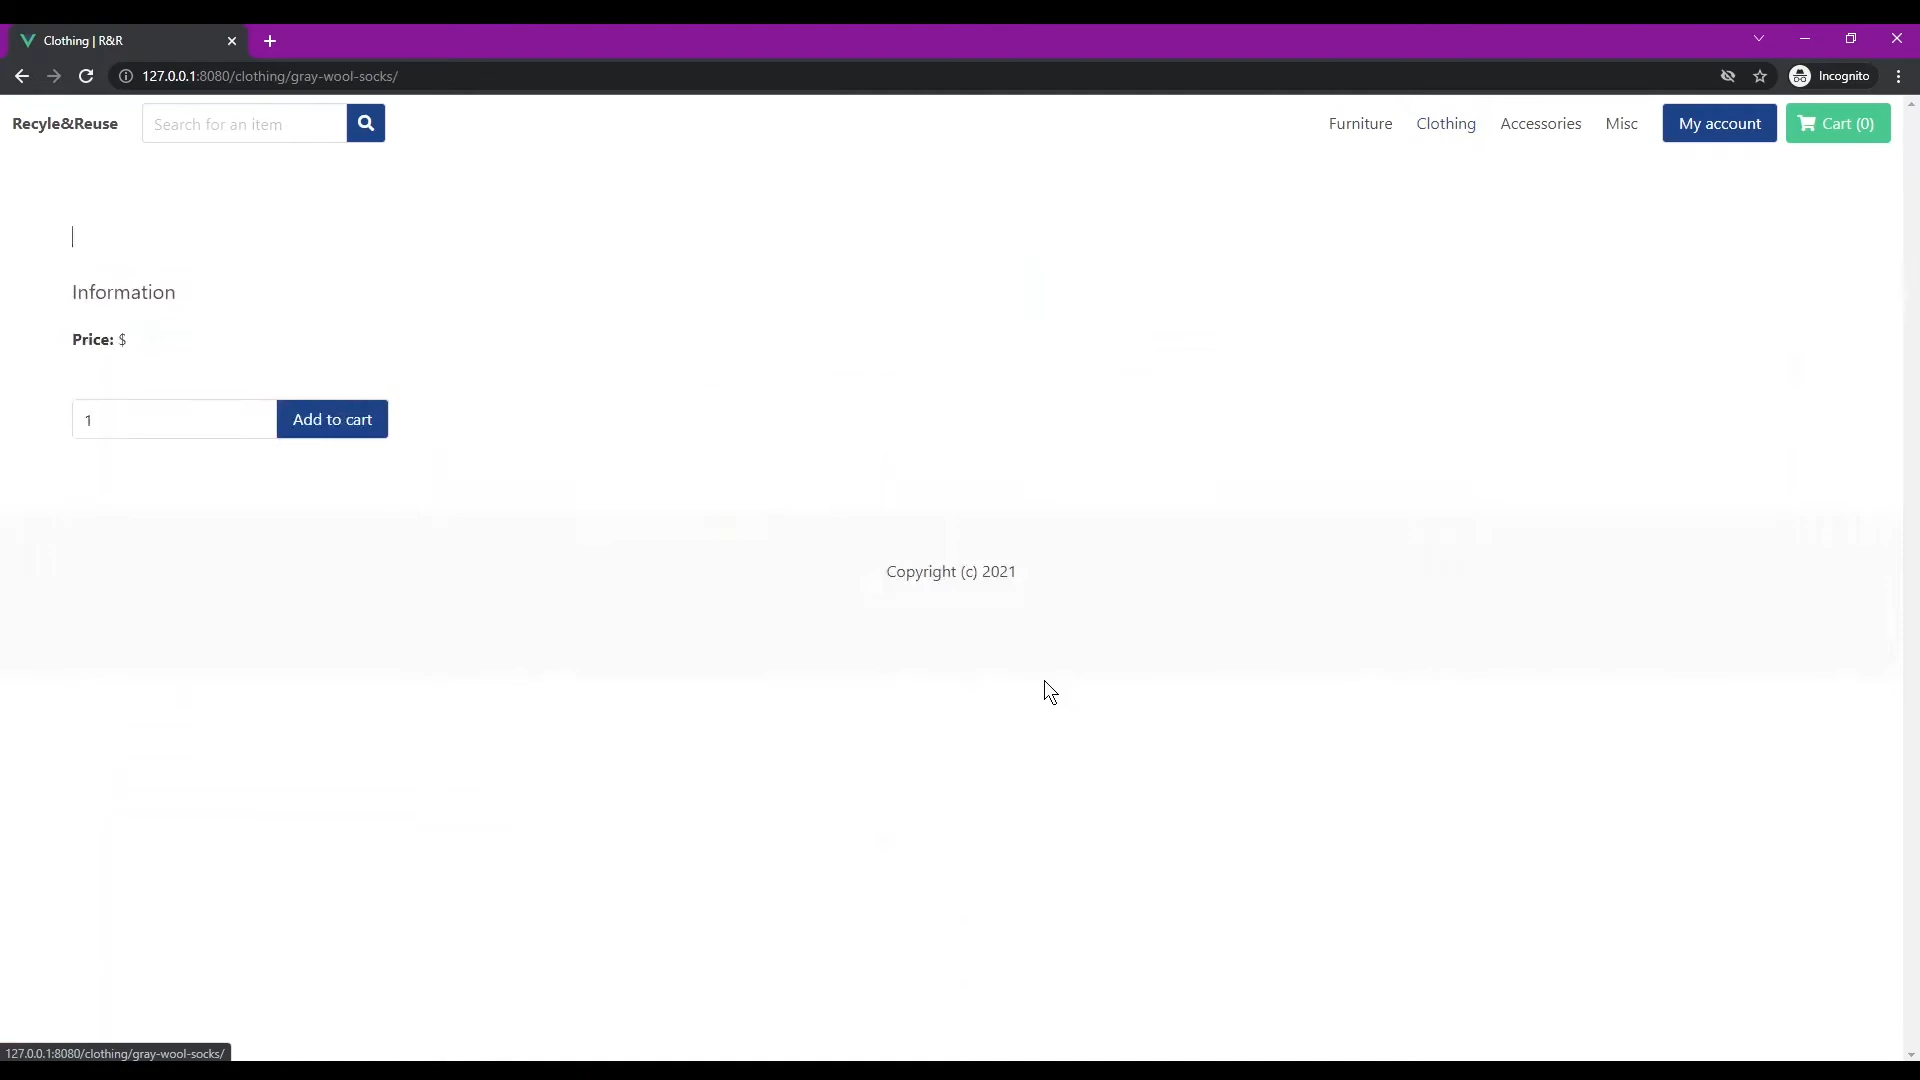 Clothing | R&R
127.0.0.1:8080/clothing/gray-wool-socks/
Incognito
Recyle&Reuse
Search for an item
Furniture
Clothing
Accessories
Misc
My account
Cart (0)
Information
Price: $
1
Add to cart
Copyright (c) 2021
127.0.0.1:8080/clothing/gray-wool-socks/